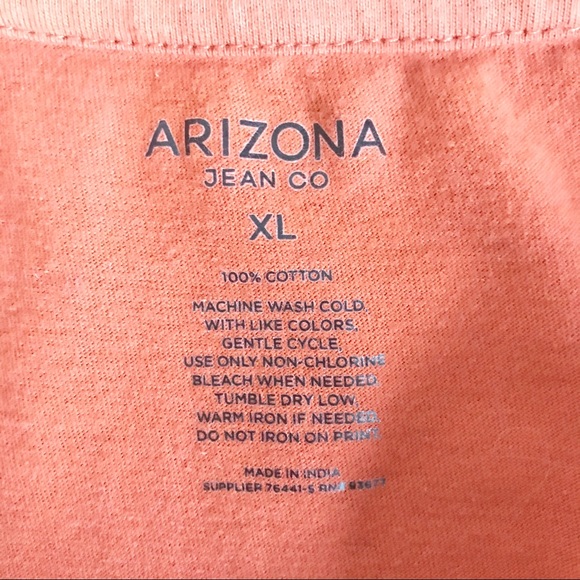 ARIZONA
JEAN CO
XL
100% COTTON
MACHINE WASH COLD.
WITH LIKE COLORS,
GENTLE CYCLE.
USE ONLY NON-CHLORINE
BLEACH WHEN NEEDED.
TUMBLE DRY LOW.
WARM IRON IF NEEDED.
DO NOT IRON ON PRINT
MADE IN INDIA
SUPPLIER 76441-5 RN#